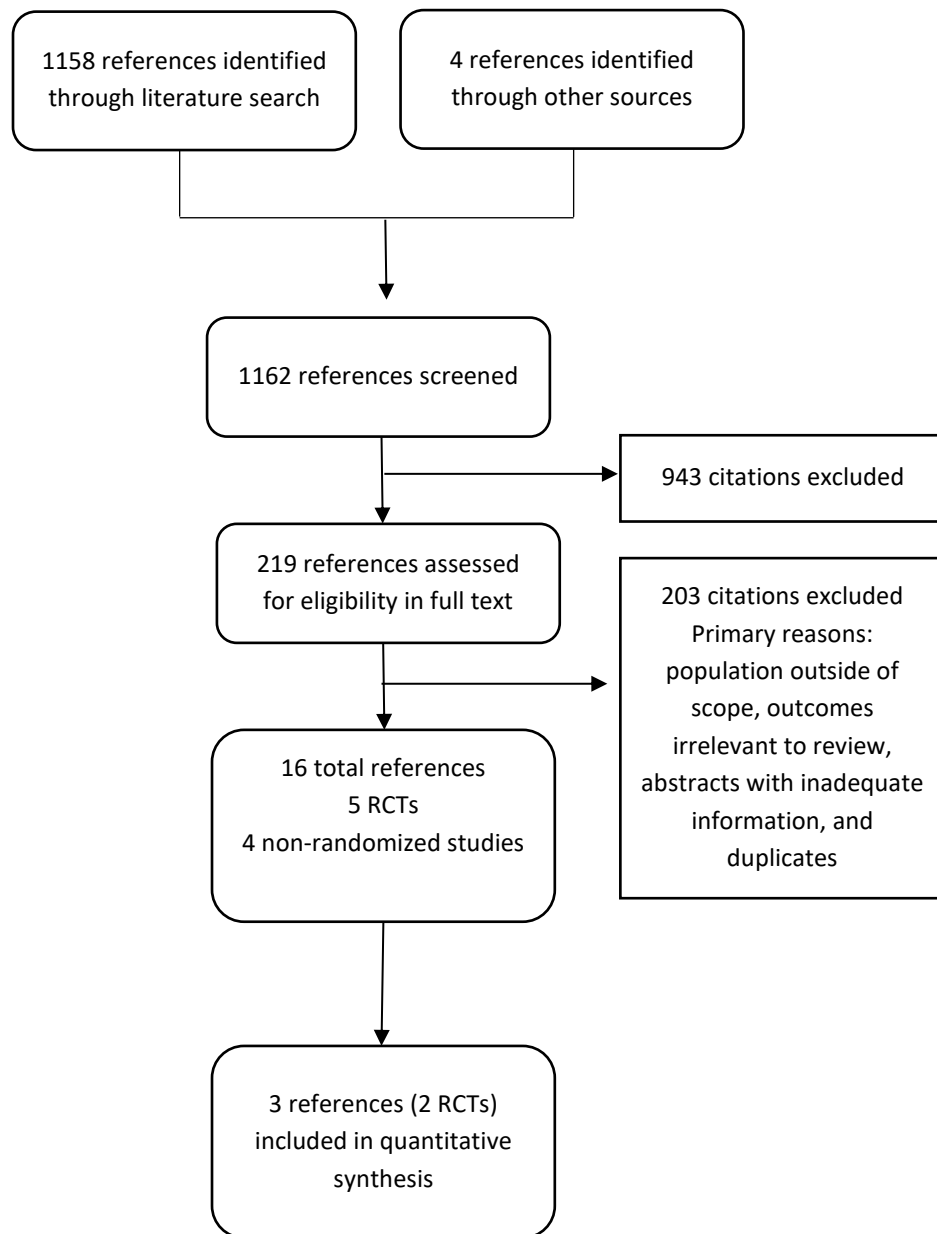 1158 references identified
through literature search
4 references identified
through other sources
1162 references screened
943 citations excluded
219 references assessed
for eligibility in full text
203 citations excluded
Primary reasons:
population outside of
scope, outcomes
irrelevant to review,
abstracts with inadequate
information, and
duplicates
16 total references
5 RCTs
4 non-randomized studies
3 references (2 RCTs)
included in quantitative
synthesis